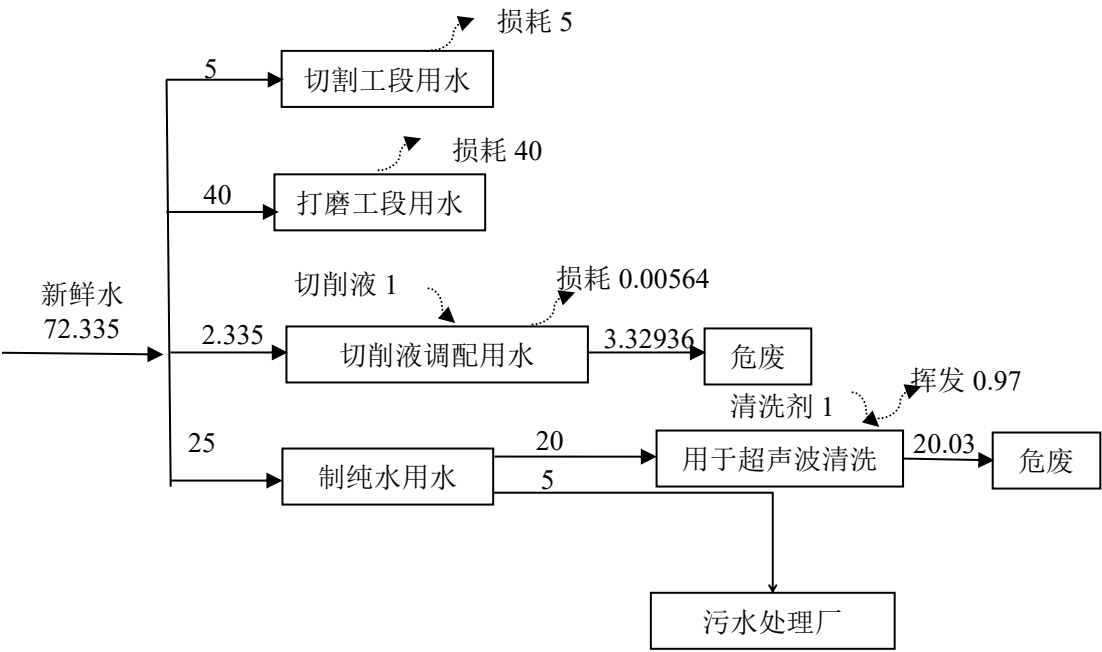 损耗 5
5
切割工段用水
损耗 40
40
打磨工段用水
新鲜水
72.335
切削液 1
损耗 0.00564
2.335
切削液调配用水
3.32936
危废
清洗剂 1
挥发 0.97
25
制纯水用水
20
用于超声波清洗
20.03
危废
5
污水处理厂